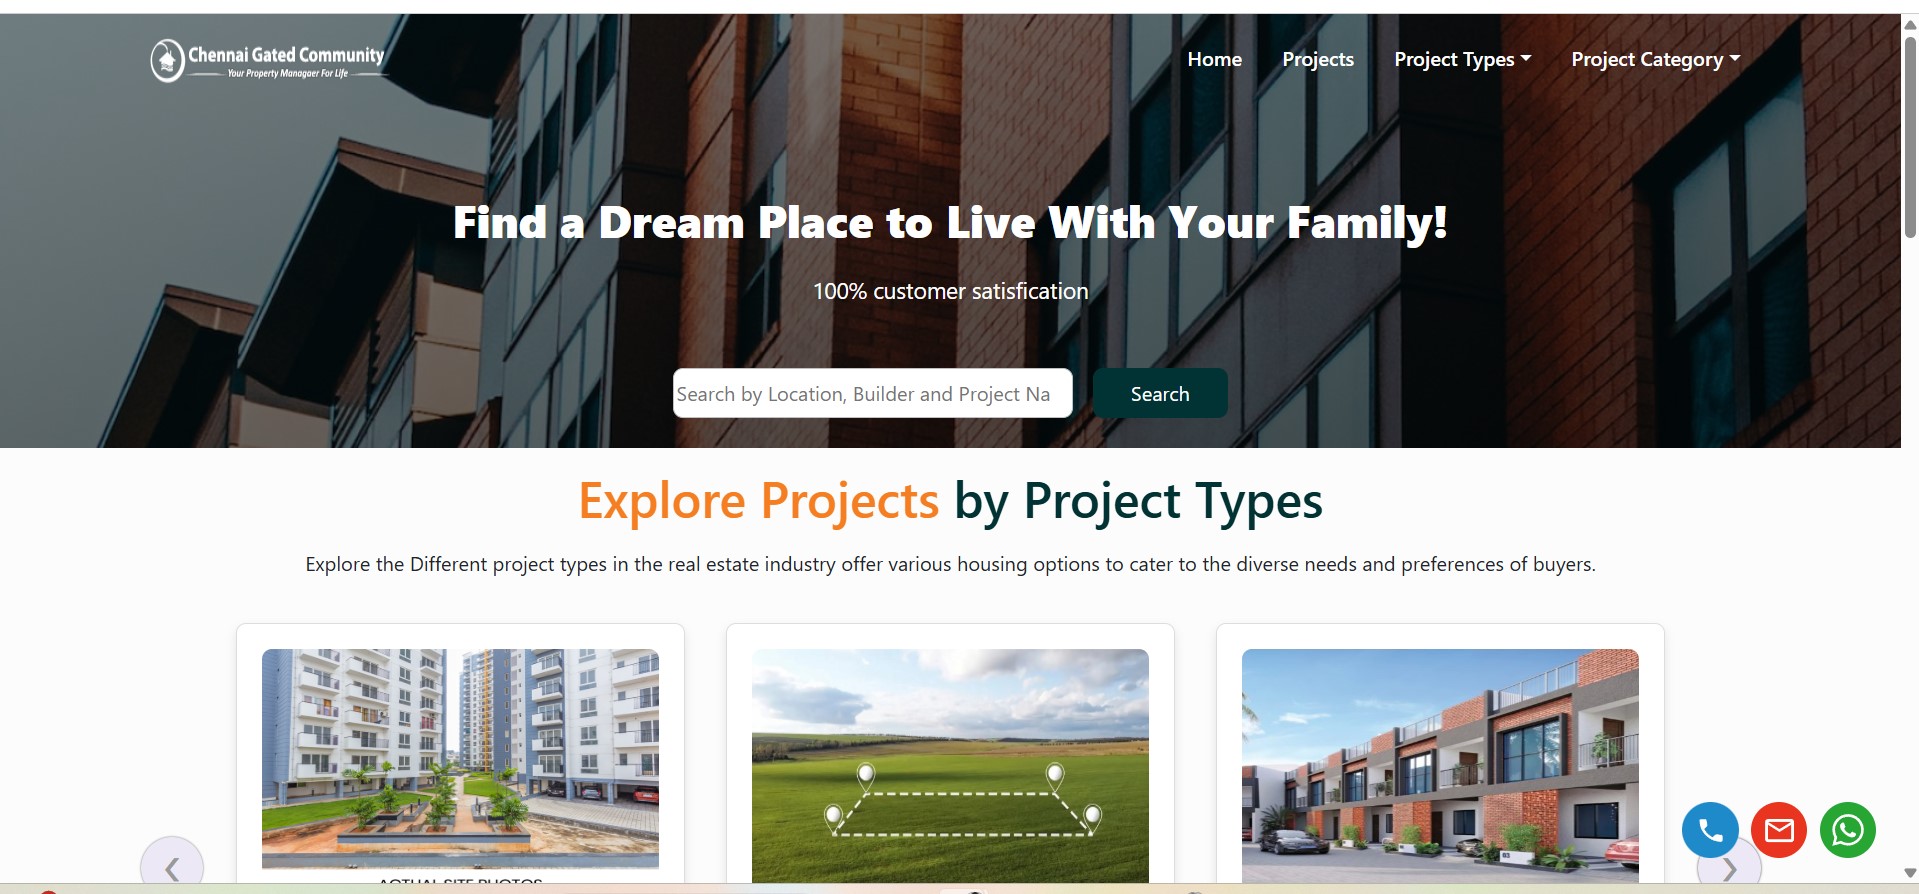 Chennai Gated Community
Your Property Managaer For Life
Home
Projects
Project Types
Project Category
Find a Dream Place to Live With Your Family!
100% customer satisfication
Search by Location, Builder and Project Na
Search
Explore Projects by Project Types
Explore the Different project types in the real estate industry offer various housing options to cater to the diverse needs and preferences of buyers.
ACTUAL SITE PHOTOS
03